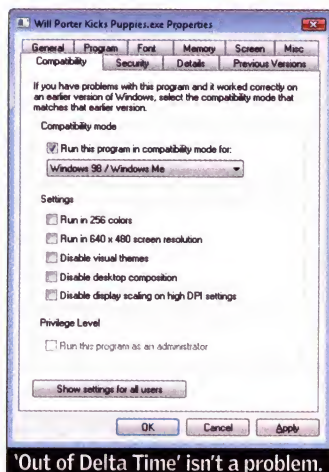 Will Porter Kicks Puppies.exe Properties
General Program Font Memory Screen Misc
Compatibility Security Details Previous Versions
If you have problems with this program and it worked correctly on
an earlier version of Windows, select the compatibility mode that
matches that earlier version.
Compatibility mode
Run this program in compatibility mode for:
Windows 98 / Windows Me
Settings
Run in 256 colors
Run in 640 x 480 screen resolution
Disable visual themes
Disable desktop composition
Disable display scaling on high DPI settings
Privilege Level
Run this program as an administrator
Show settings for all users
OK Cancel Apply
'Out of Delta Time' isn't a problem